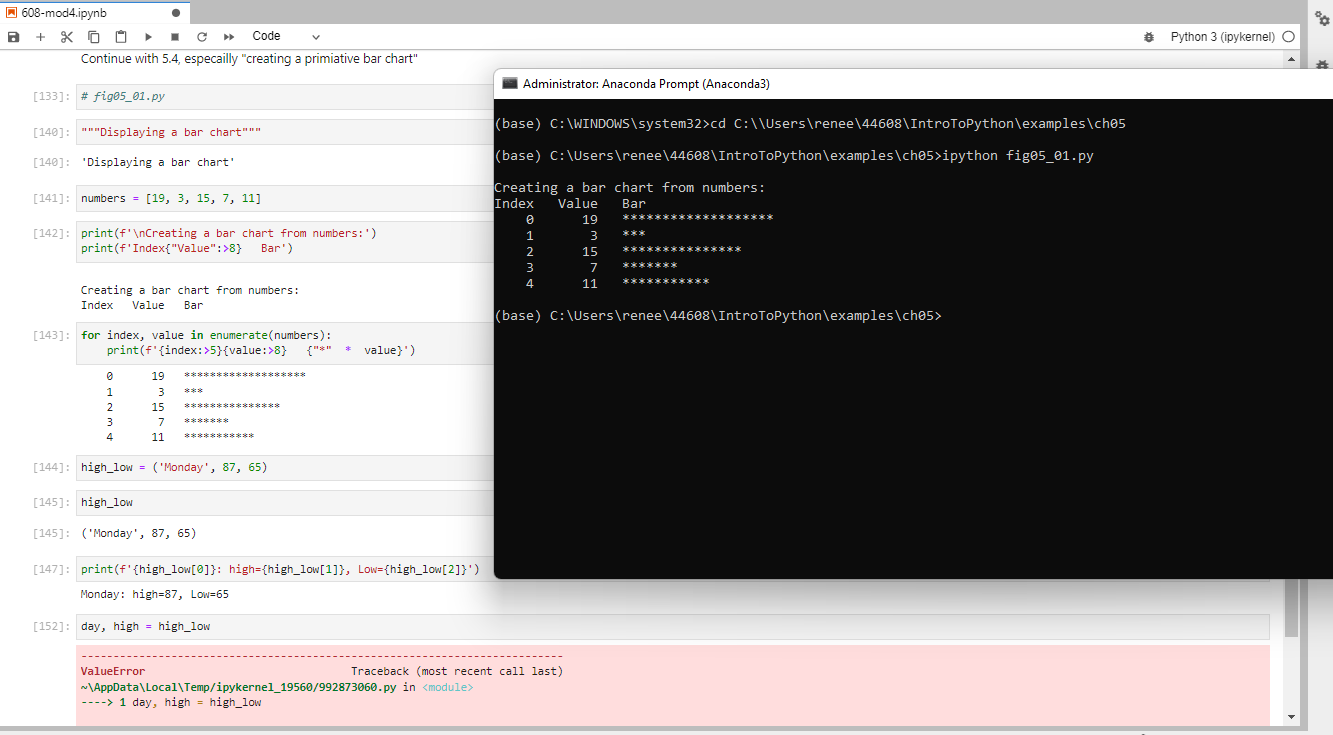 608-mod4.ipynb
Code
Python 3 (ipykernel)
Continue with 5.4, especailly "creating a primiative bar chart"
[133]: # fig05_01.py
[140]: """Displaying a bar chart"""
[140]: 'Displaying a bar chart'
[141]: numbers = [19, 3, 15, 7, 11]
[142]: print(f'\nCreating a bar chart from numbers:')
print(f'Index{"Value":>8}   Bar')
Creating a bar chart from numbers:
Index   Value   Bar
[143]: for index, value in enumerate(numbers):
    print(f'{index:>5}{value:>8}   {"*"  *  value}')
    0      19   *******************
    1       3   ***
    2      15   ***************
    3       7   *******
    4      11   ***********
[144]: high_low = ('Monday', 87, 65)
[145]: high_low
[145]: ('Monday', 87, 65)
[147]: print(f'{high_low[0]}: high={high_low[1]}, Low={high_low[2]}')
Monday: high=87, Low=65
[152]: day, high = high_low
---------------------------------------------------------------------------
ValueError                                Traceback (most recent call last)
~\AppData\Local\Temp/ipykernel_19560/992873060.py in <module>
----> 1 day, high = high_low
Administrator: Anaconda Prompt (Anaconda3)
(base) C:\WINDOWS\system32>cd C:\\Users\renee\44608\IntroToPython\examples\ch05
(base) C:\Users\renee\44608\IntroToPython\examples\ch05>ipython fig05_01.py
Creating a bar chart from numbers:
Index   Value   Bar
    0      19   *******************
    1       3   ***
    2      15   ***************
    3       7   *******
    4      11   ***********
(base) C:\Users\renee\44608\IntroToPython\examples\ch05>